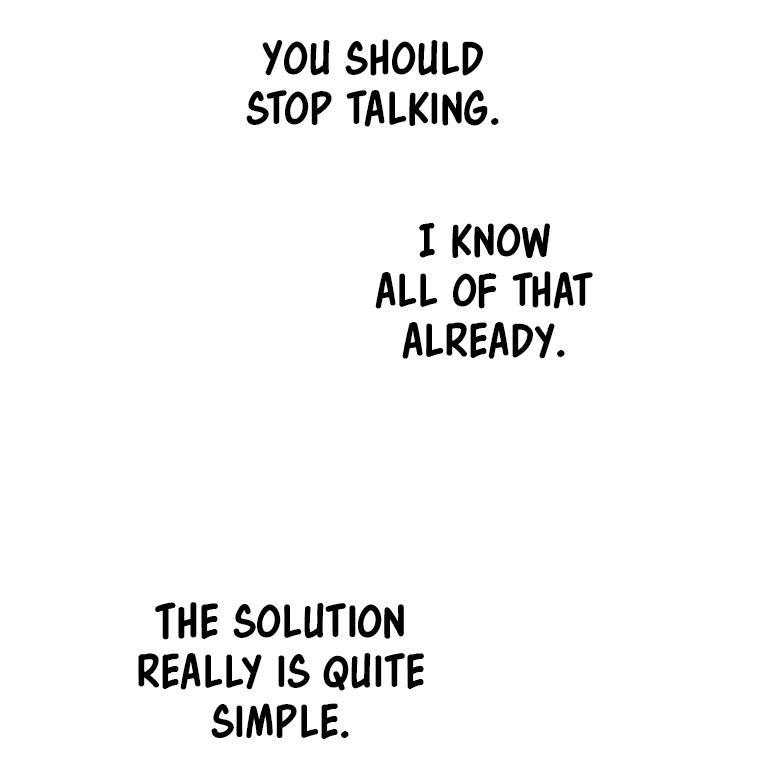 YOU SHOULD
STOP TALKING.
I KNOW
ALL OF THAT
ALREADY.
THE SOLUTION
REALLY IS QUITE
SIMPLE.